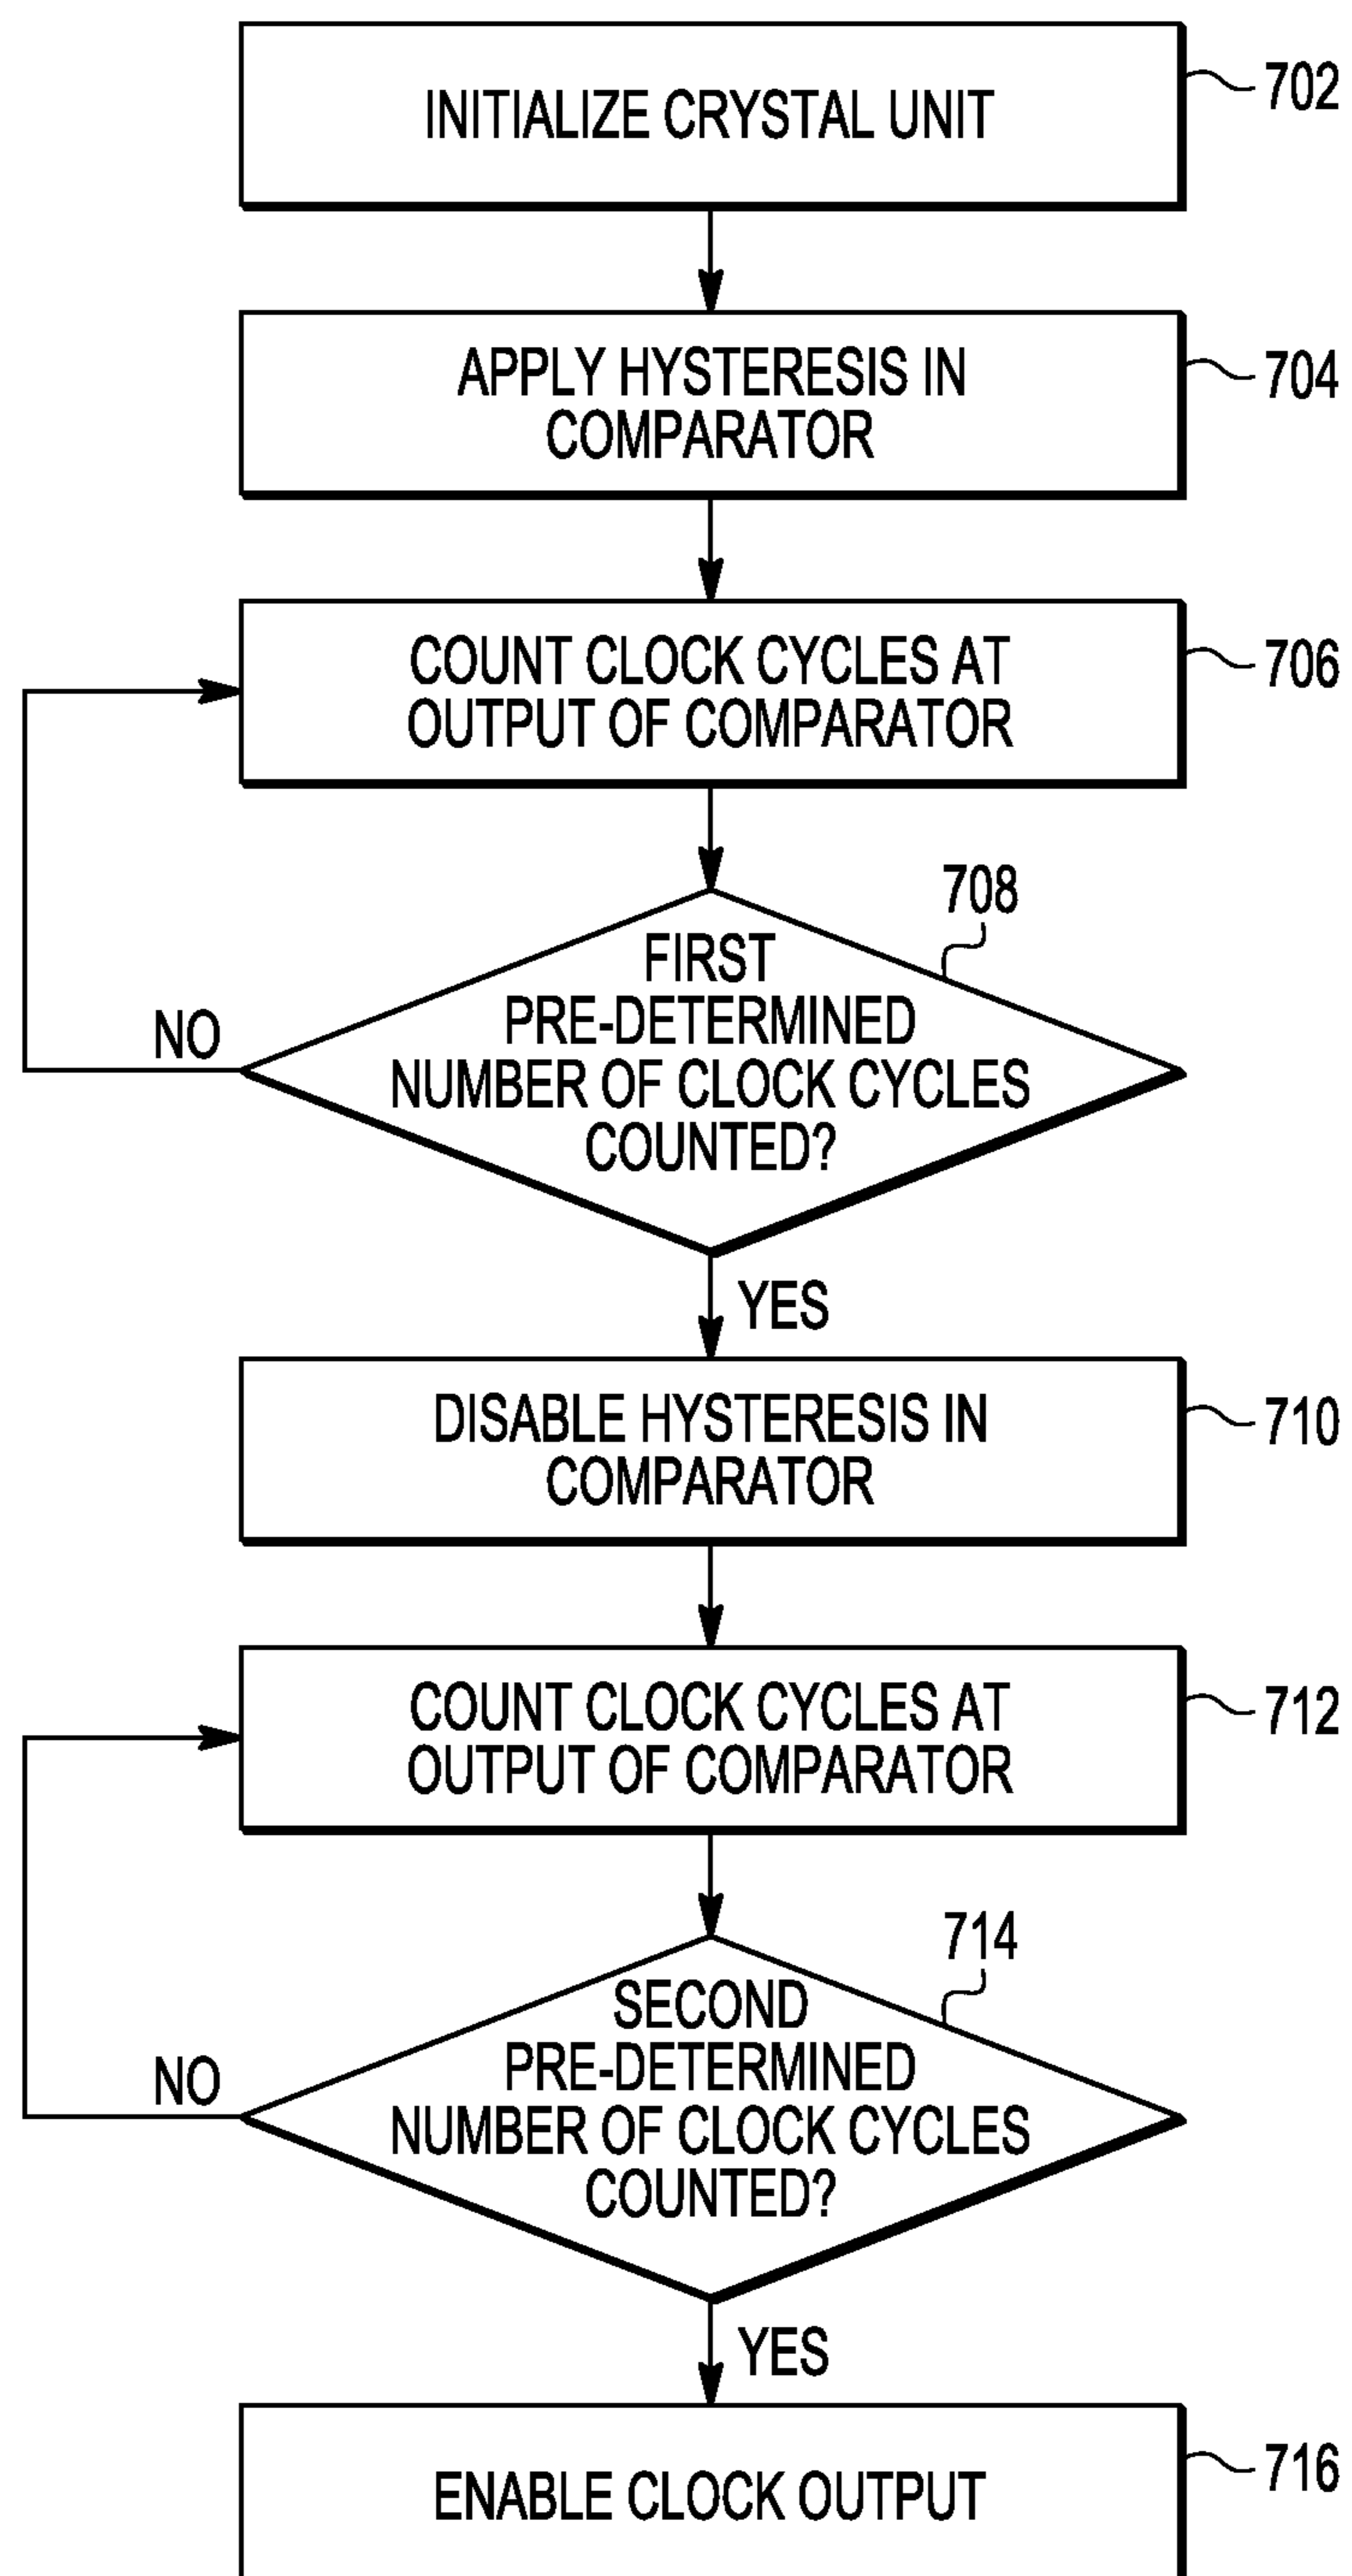 INITIALIZE CRYSTAL UNIT
702
APPLY HYSTERESIS IN
COMPARATOR
704
COUNT CLOCK CYCLES AT
OUTPUT OF COMPARATOR
706
708
FIRST
PRE-DETERMINED
NUMBER OF CLOCK CYCLES
COUNTED?
NO
YES
DISABLE HYSTERESIS IN
COMPARATOR
710
COUNT CLOCK CYCLES AT
OUTPUT OF COMPARATOR
712
714
SECOND
PRE-DETERMINED
NUMBER OF CLOCK CYCLES
COUNTED?
NO
YES
ENABLE CLOCK OUTPUT
716